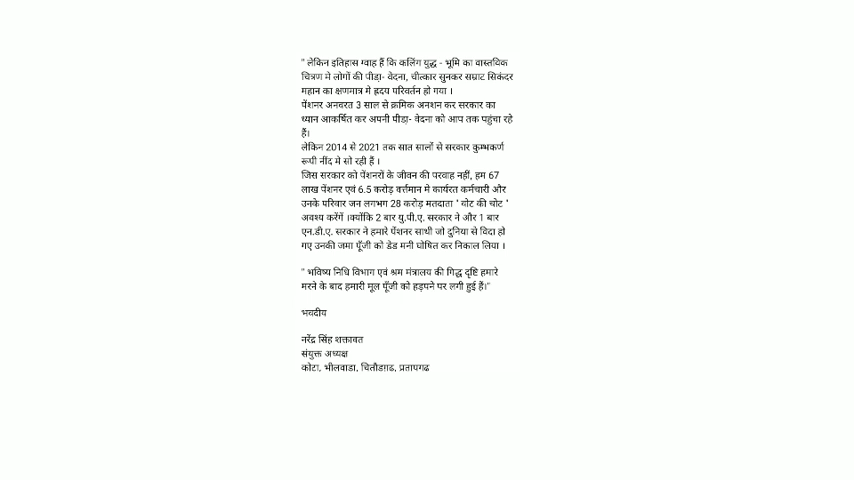 " लेकिन इतिहास ग्वाह हैं कि कलिंग युद्ध - भूमि का वास्तविक
चित्रण मे लोगों की पीडा़- वेदना, चीत्कार सुनकर सम्राट सिकंदर
महान का क्षणमात्र मे ह्रदय परिवर्तन हो गया ।
पेंशनर अनवरत 3 साल से क्रमिक अनशन कर सरकार का
ध्यान आकर्षित कर अपनी पीडा़- वेदना को आप तक पहुंचा रहे
हैं।
लेकिन 2014 से 2021 तक सात सालों से सरकार कुम्भकर्ण
रूपी नींद मे सो रही हैं ।
जिस सरकार को पेंशनरों के जीवन की परवाह नहीं, हम 67
लाख पेंशनर एवं 6.5 करोड़ वर्त्तमान मे कार्यरत कर्मचारी और
उनके परिवार जन लगभग 28 करोड़ मतदाता ' वोट की चोट '
अवश्य करेंगें ।क्योंकि 2 बार यु.पी.ए. सरकार ने और 1 बार
एन.डी.ए. सरकार ने हमारे पेंशनर साथी जो दुनिया से विदा हो
गए उनकी जमा पूँजी को डेड मनी घोषित कर निकाल लिया ।
" भविष्य निधि विभाग एवं श्रम मंत्रालय की गिद्ध दृष्टि हमारे
मरने के बाद हमारी मूल पूँजी को हड़पने पर लगी हुई हैं।"
भवदीय
नरेंद्र सिंह शक्तावत
संयुक्त अध्यक्ष
कोटा, भीलवाडा, चितौडग़ढ, प्रतापगढ